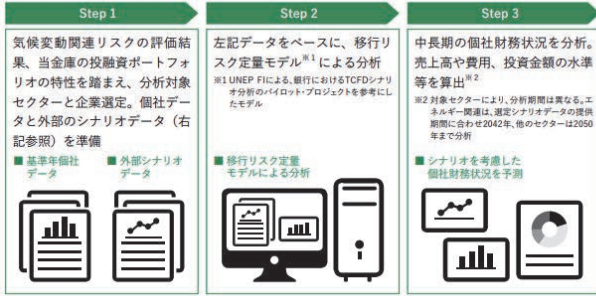 Step 1
気候変動関連リスクの評価結
果、当金庫の投融資ポートフ
ォリオの特性を踏まえ、分析対象
セクターと企業選定。個社デー
タと外部のシナリオデータ（右
記参照）を準備
■ 基準年個社
データ
■ 外部シナリオ
データ
Step 2
左記データをベースに、移行リ
スク定量モデル※1 による分析
※1 UNEP FIによる、銀行におけるTCFDシナリ
オ分析のパイロット・プロジェクトを参考にし
たモデル
■ 移行リスク定量
モデルによる分析
Step 3
中長期の個社財務状況を分析。
売上高や費用、投資金額の水準
等を算出※2
※2 対象セクターにより、分析期間は異なる。エ
ネルギー関連は、選定シナリオデータの提供
期間に合わせ2042年、他のセクターは2050
年まで分析
■ シナリオを考慮した
個社財務状況を予測